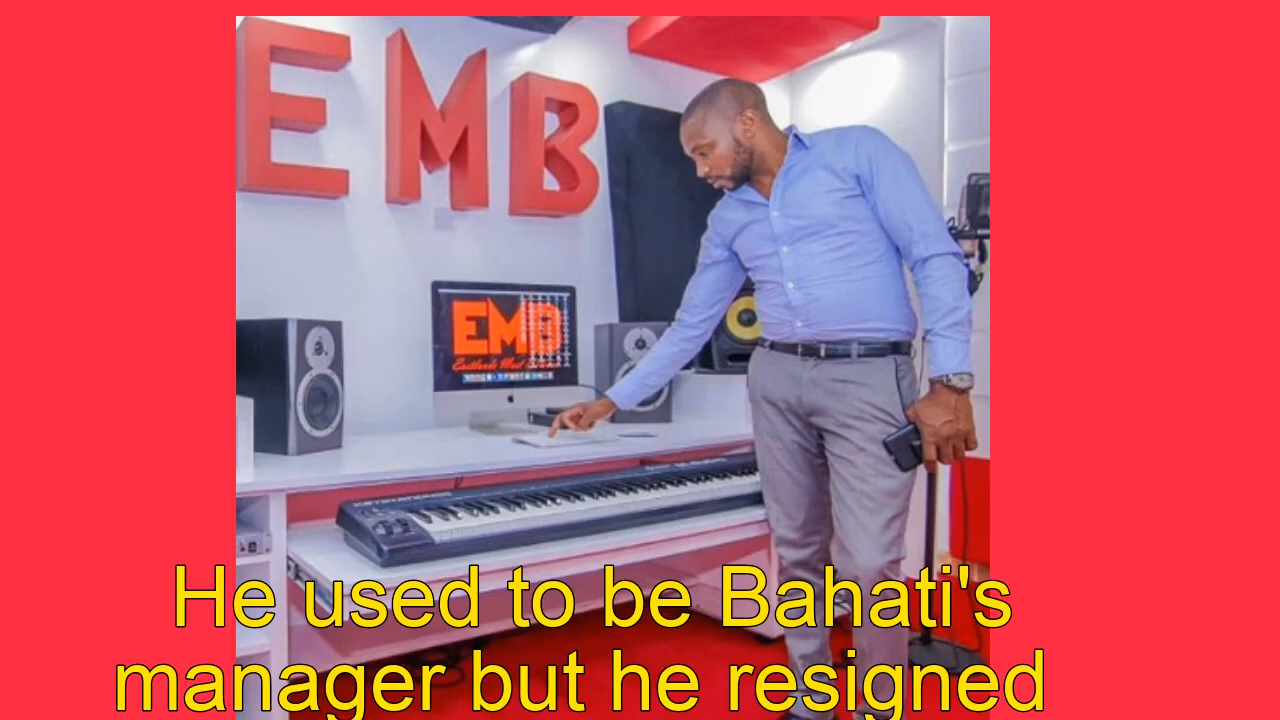 EMB
EMB
He used to be Bahati's
manager but he resigned